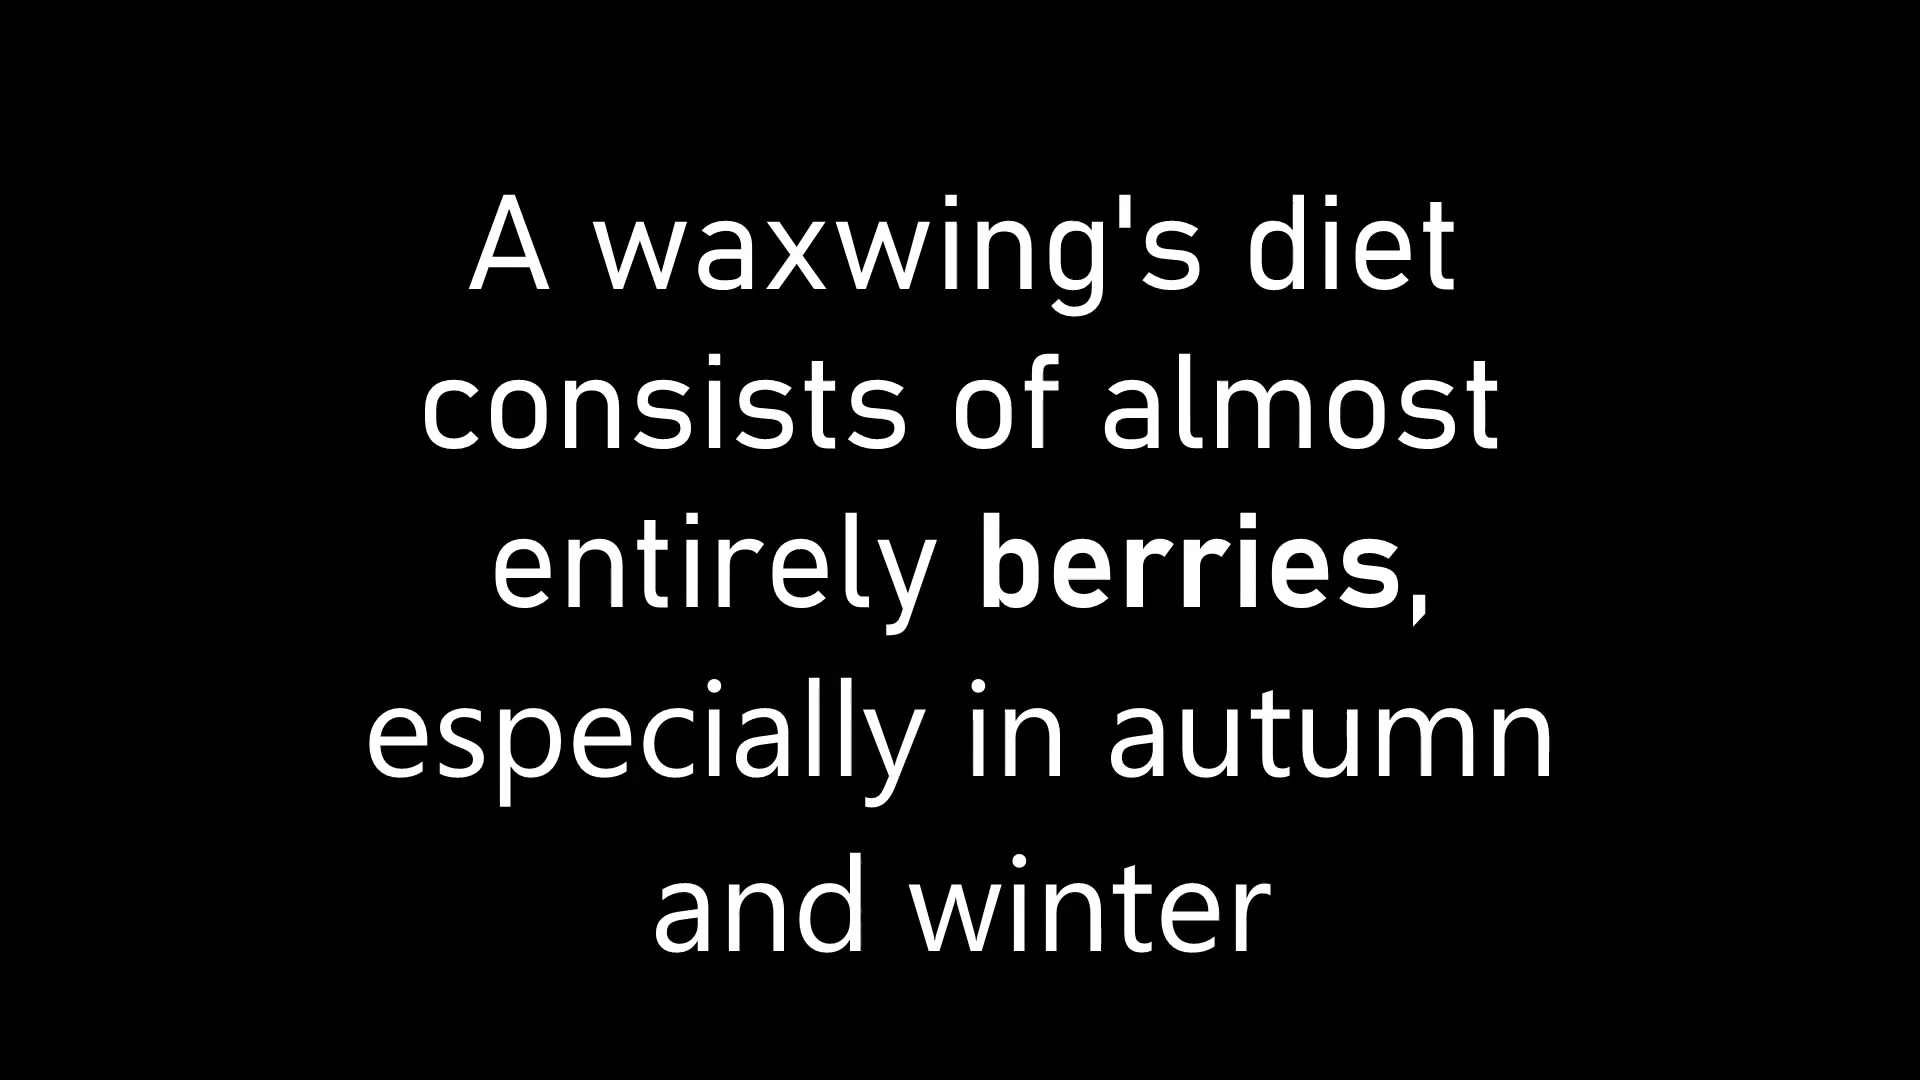 A waxwing's diet
consists of almost
entirely berries,
especially in autumn
and winter